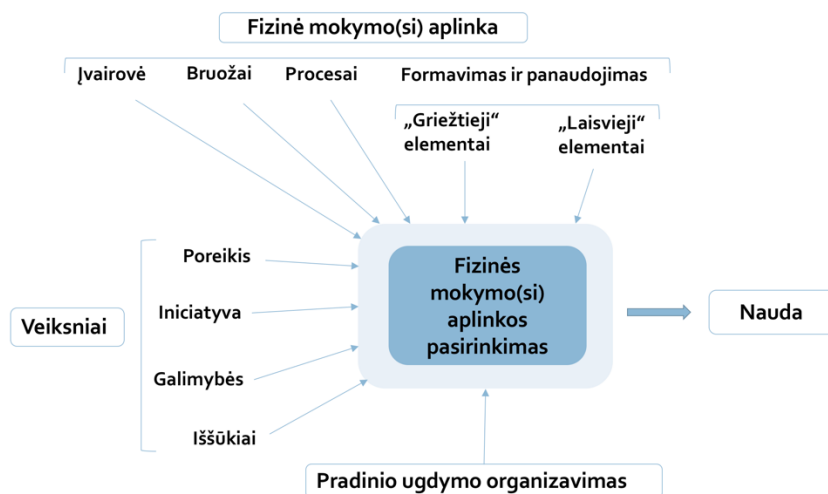 Fizinė mokymo(si) aplinka
Įvairovė Bruožai Procesai Formavimas ir panaudojimas
„Griežtieji“ „Laisvieji“
elementai elementai
Poreikis
Iniciatyva
Veiksniai
Galimybės
Iššūkiai
Fizinės
mokymo(si)
aplinkos
pasirinkimas
Nauda
Pradinio ugdymo organizavimas